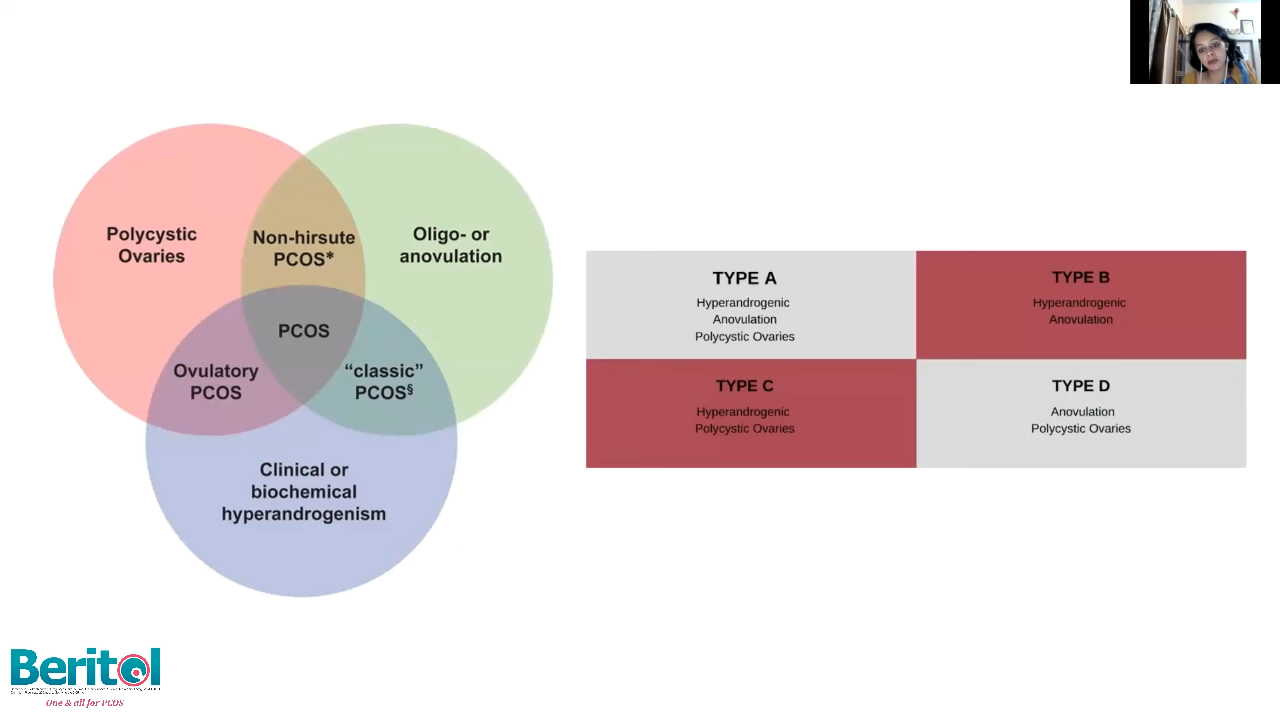 Polycystic
Ovaries
Non-hirsute
PCOS*
Oligo- or
anovulation
PCOS
Ovulatory
PCOS
“classic”
PCOS§
Clinical or
biochemical
hyperandrogenism
TYPE A
Hyperandrogenic
Anovulation
Polycystic Ovaries
TYPE B
Hyperandrogenic
Anovulation
TYPE C
Hyperandrogenic
Polycystic Ovaries
TYPE D
Anovulation
Polycystic Ovaries
Beritol
One & all for PCOS